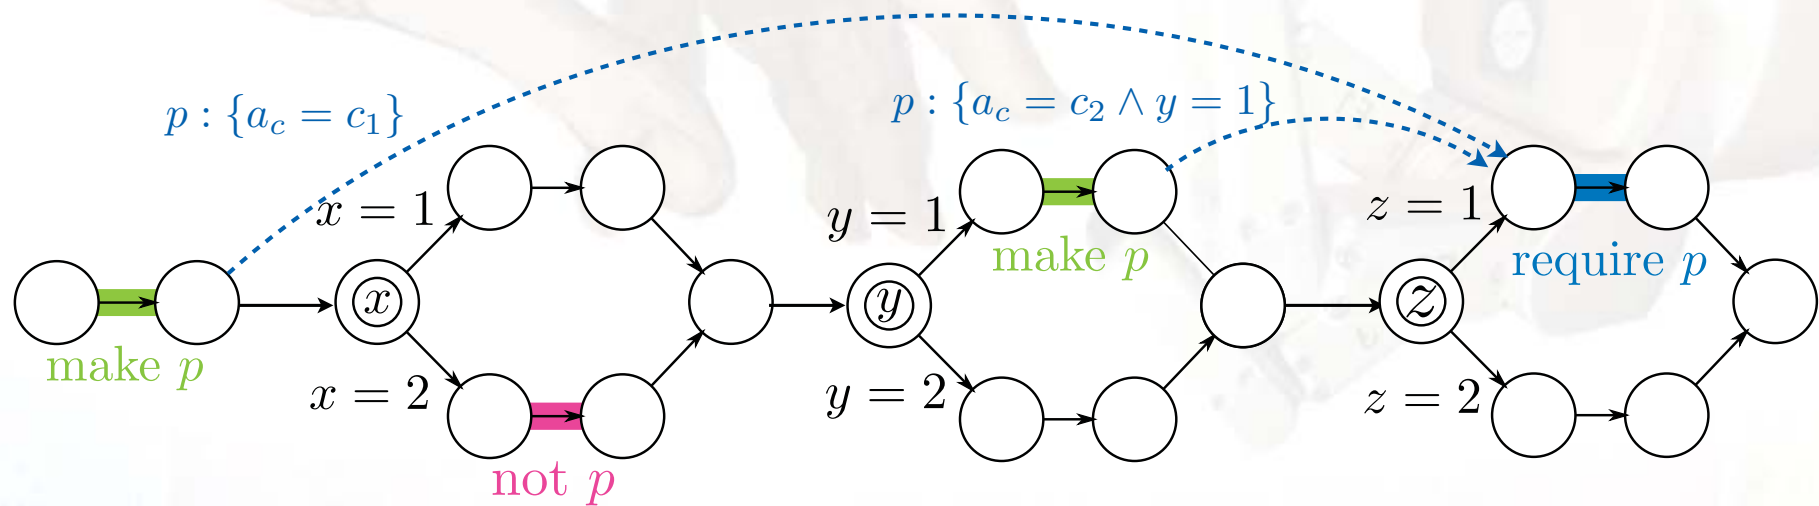 p : {a_c = c_1}
p : {a_c = c_2 ∧ y = 1}
x = 1
y = 1
z = 1
make p
require p
x
y
z
make p
x = 2
y = 2
z = 2
not p